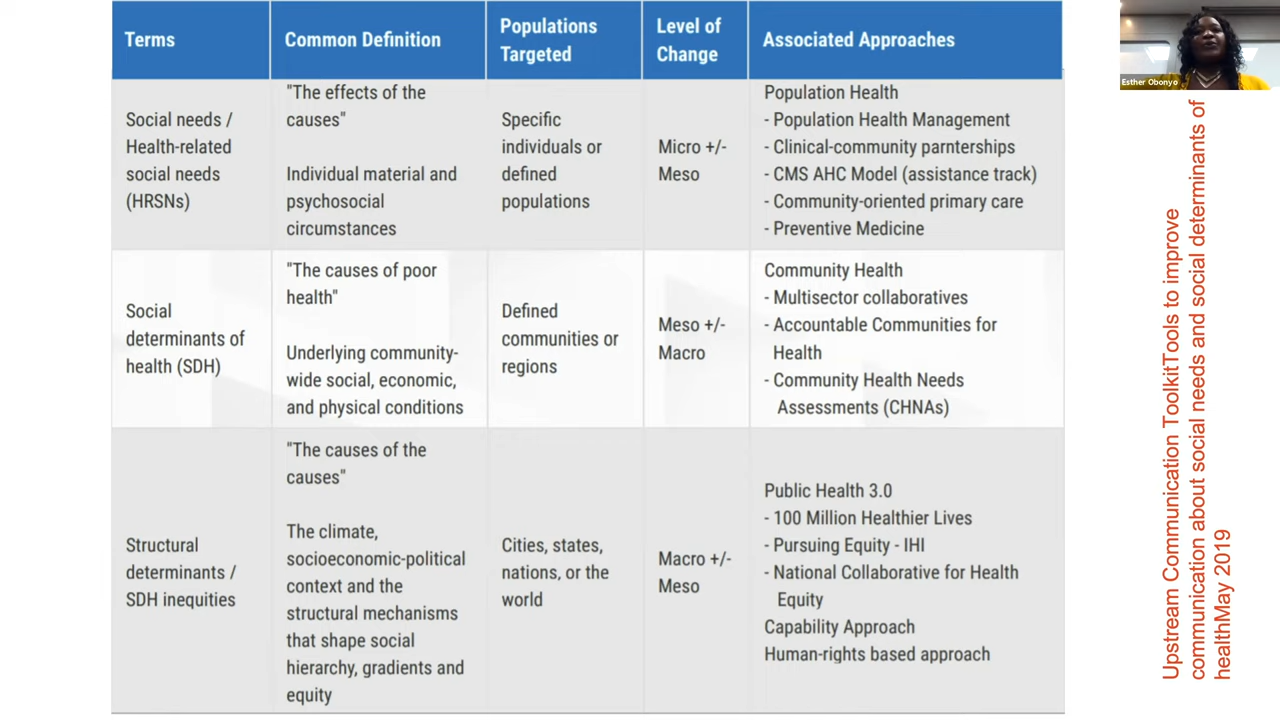 Terms
Common Definition
Populations
Targeted
Level of
Change
Associated Approaches
Social needs /
Health-related
social needs
(HRSNs)
"The effects of the
causes"
Individual material and
psychosocial
circumstances
Specific
individuals or
defined
populations
Micro +/-
Meso
Population Health
- Population Health Management
- Clinical-community parnterships
- CMS AHC Model (assistance track)
- Community-oriented primary care
- Preventive Medicine
Social
determinants of
health (SDH)
"The causes of poor
health"
Underlying community-
wide social, economic,
and physical conditions
Defined
communities or
regions
Meso +/-
Macro
Community Health
- Multisector collaboratives
- Accountable Communities for
Health
- Community Health Needs
Assessments (CHNAs)
Structural
determinants /
SDH inequities
"The causes of the
causes"
The climate,
socioeconomic-political
context and the
structural mechanisms
that shape social
hierarchy, gradients and
equity
Cities, states,
nations, or the
world
Macro +/-
Meso
Public Health 3.0
- 100 Million Healthier Lives
- Pursuing Equity - IHI
- National Collaborative for Health
Equity
Capability Approach
Human-rights based approach
Esther Obonyo
Upstream Communication ToolkitTools to improve
communication about social needs and social determinants of
healthMay 2019